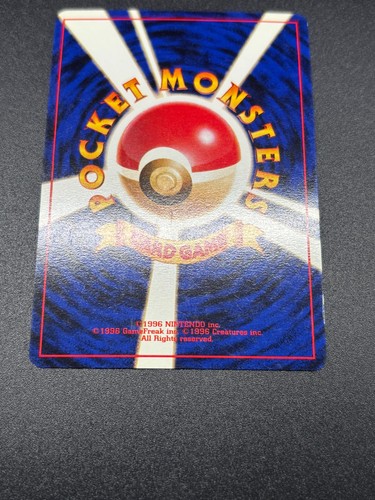 POCKET MONSTERS
CARD GAME
©1996 NINTENDO inc.
©1996 GameFreak inc. ©1996 Creatures inc.
All Rights reserved.